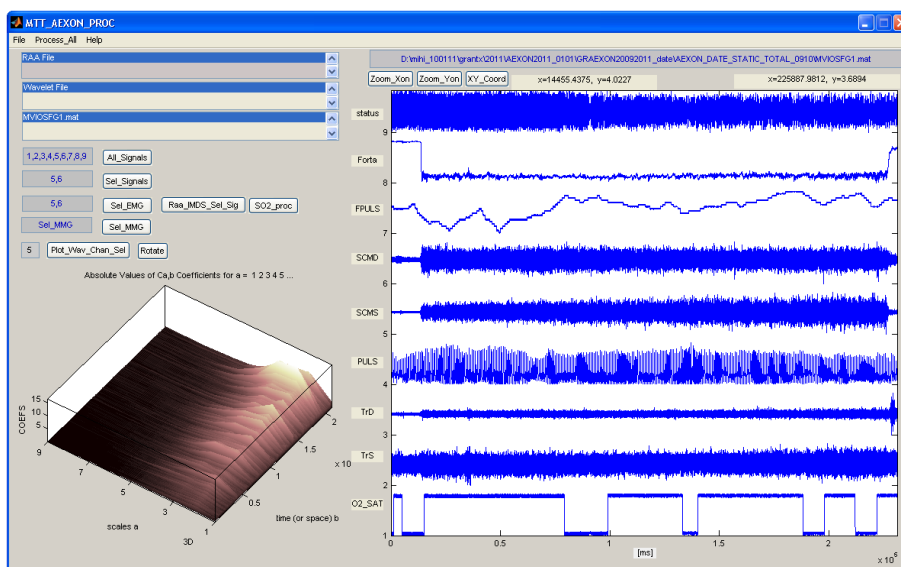 MTT_AEXON_PROC
File Process_All Help
RAA File
Wavelet File
MVIOSFG1.mat
1,2,3,4,5,6,7,8,9 All_Signals
5,6 Sel_Signals
5,6 Sel_EMG Raa_IMDS_Sel_Sig SO2_proc
Sel_MMG Sel_MMG
5 Plot_Wav_Chan_Sel Rotate
Absolute Values of Ca,b Coefficients for a = 1 2 3 4 5 ...
COEFS
15
10
5
9
7
5
3
1
0.5
1
1.5
2
x 10
scales a
time (or space) b
3D
D:\mihi_100111\grantx\2011\AEXON2011_0101\GRAEXON20092011_date\AEXON_DATE_STATIC_TOTAL_0910\MVIOSFG1.mat
Zoom_Xon Zoom_Yon XY_Coord x=14455.4375, y=4.0227 x=225887.9812, y=3.6894
status
9
Forta
8
FPULS
7
SCMD
6
SCMS
5
PULS
4
TrD
3
TrS
2
O2_SAT
1
0 0.5 1 1.5 2
[ms]
x 10^5